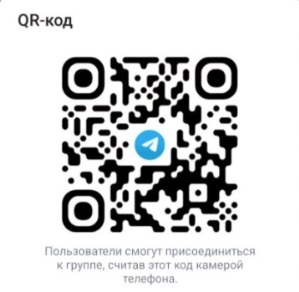 QR-код
Пользователи смогут присоединиться
к группе, считав этот код камерой
телефона.